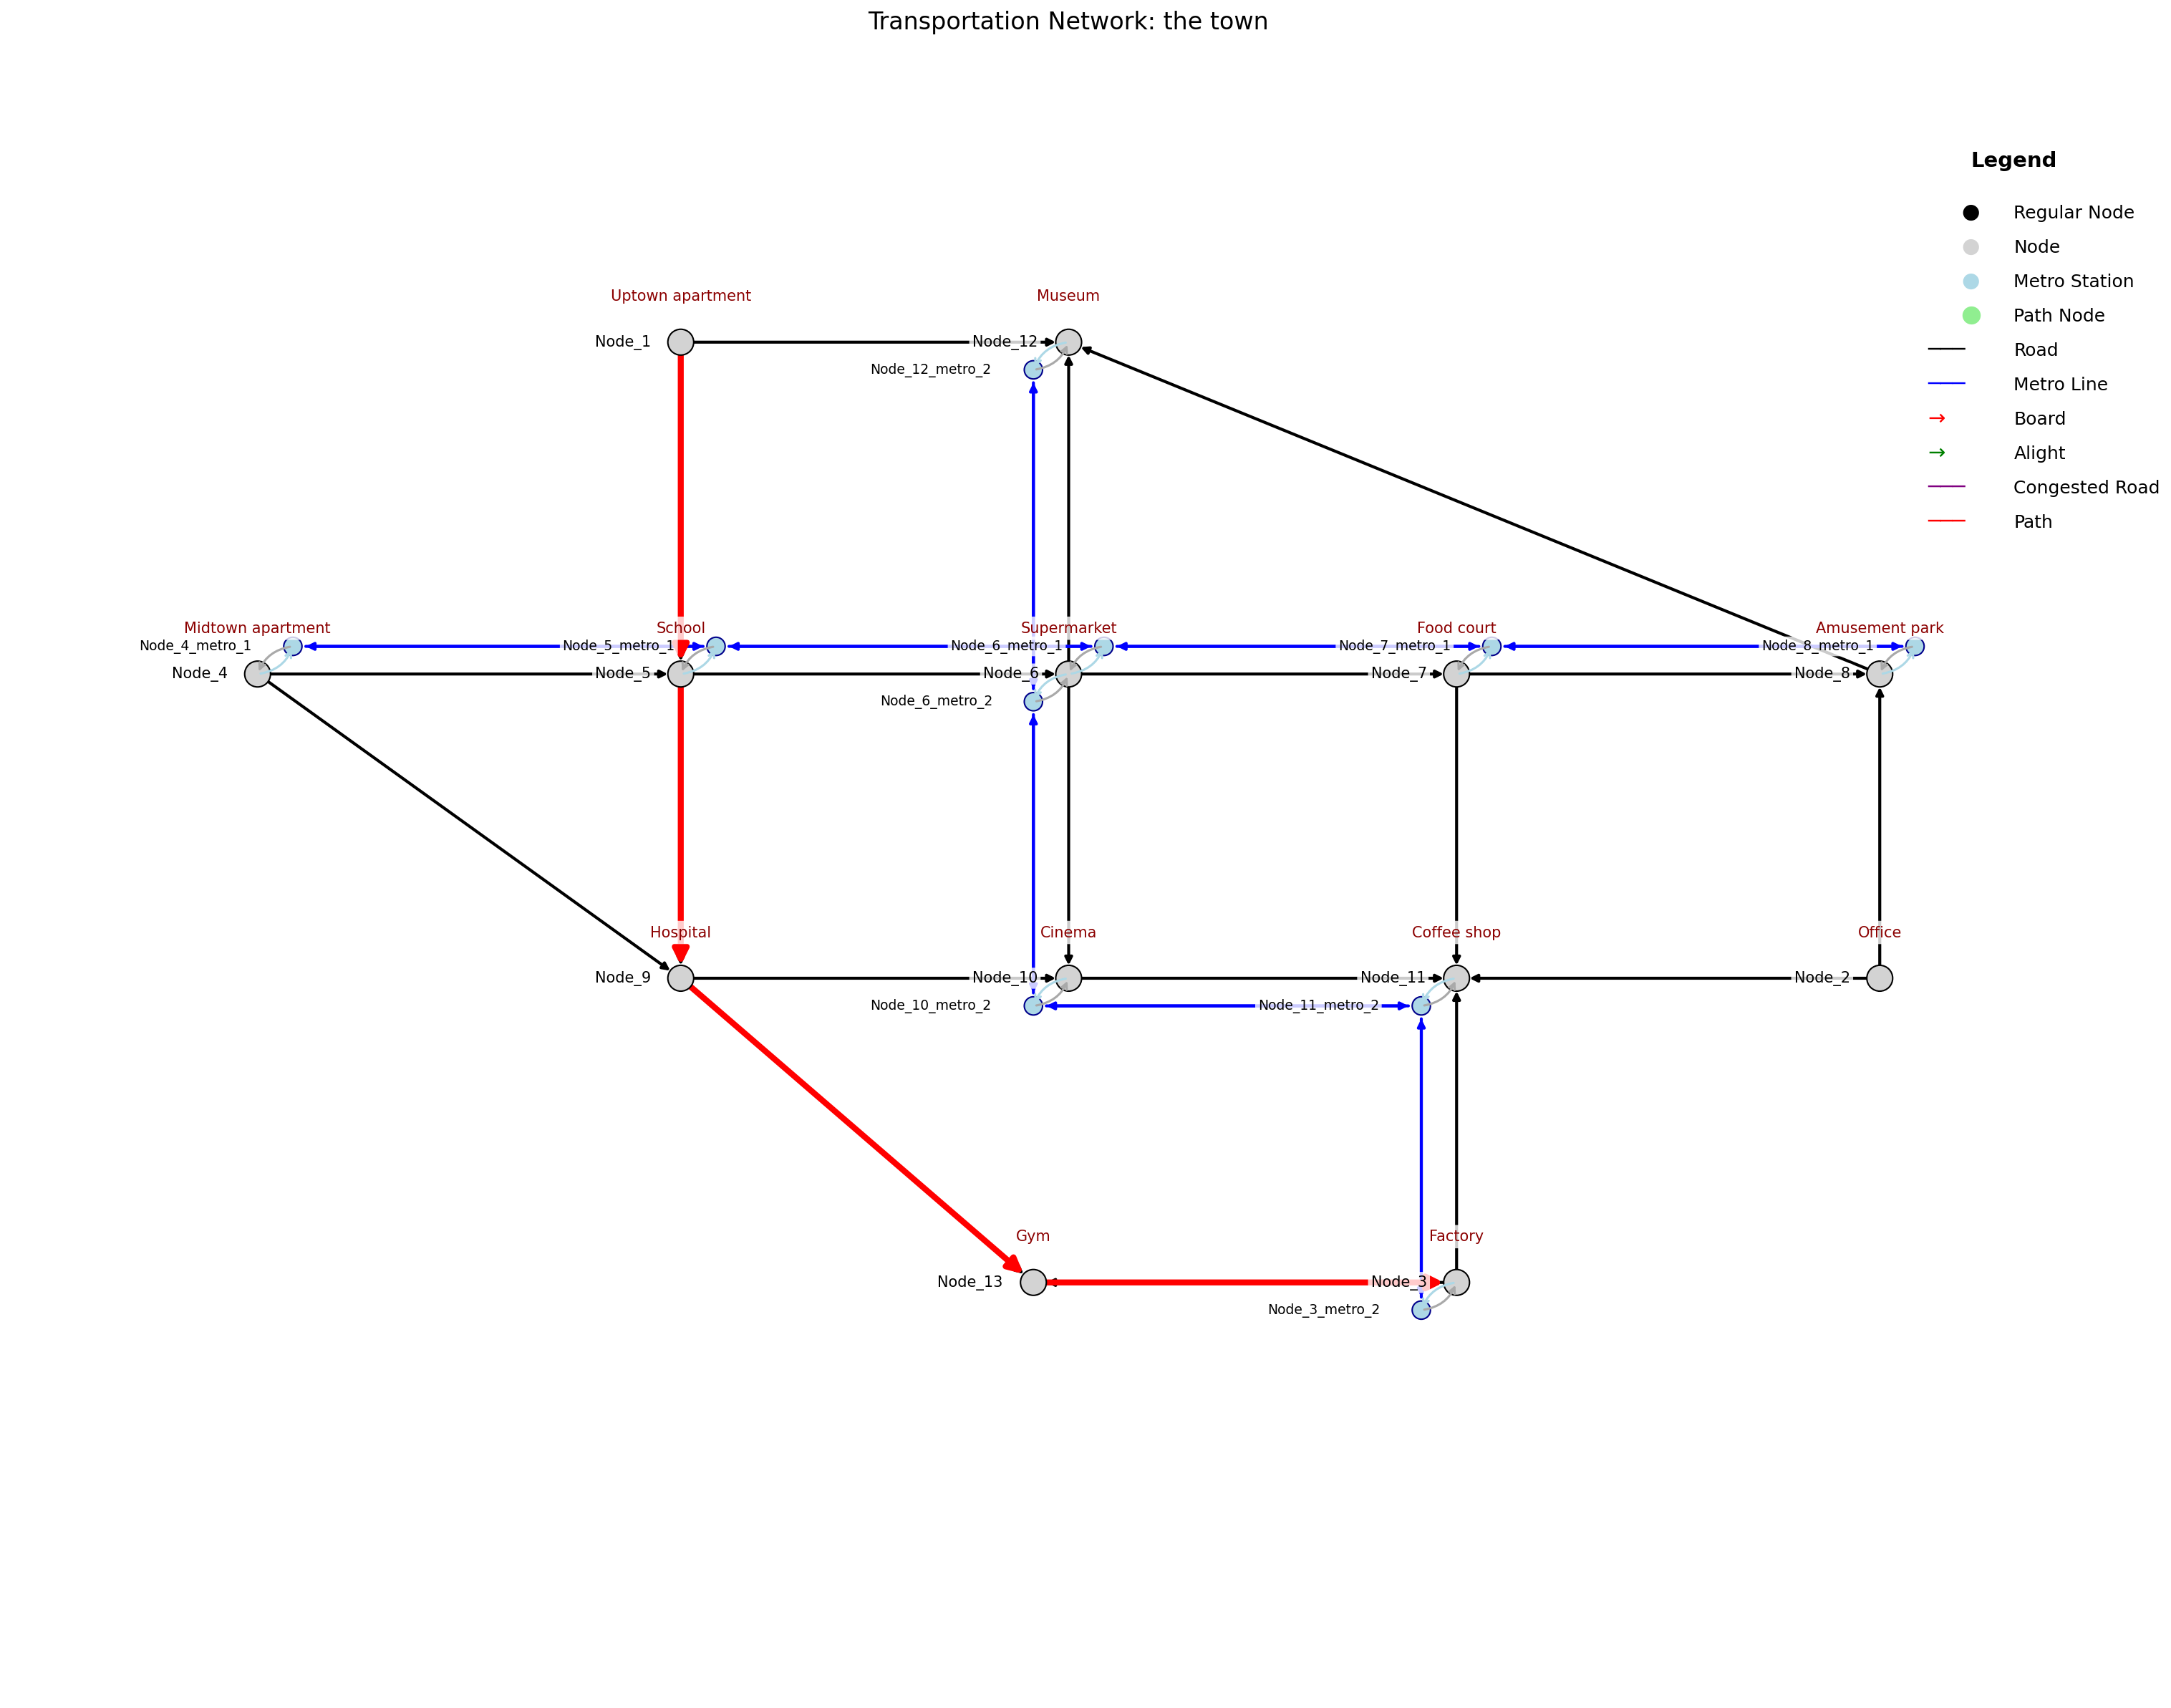 Transportation Network: the town
Legend
Regular Node
Node
Metro Station
Path Node
Road
Metro Line
→ Board
→ Alight
Congested Road
Path
Uptown apartment
Museum
Node_1
Node_12
Node_12_metro_2
Midtown apartment
School
Supermarket
Food court
Amusement park
Node_4_metro_1
Node_5_metro_1
Node_6_metro_1
Node_7_metro_1
Node_8_metro_1
Node_4
Node_5
Node_6
Node_7
Node_8
Node_6_metro_2
Hospital
Cinema
Coffee shop
Office
Node_9
Node_10
Node_11
Node_2
Node_10_metro_2
Node_11_metro_2
Gym
Factory
Node_13
Node_3
Node_3_metro_2